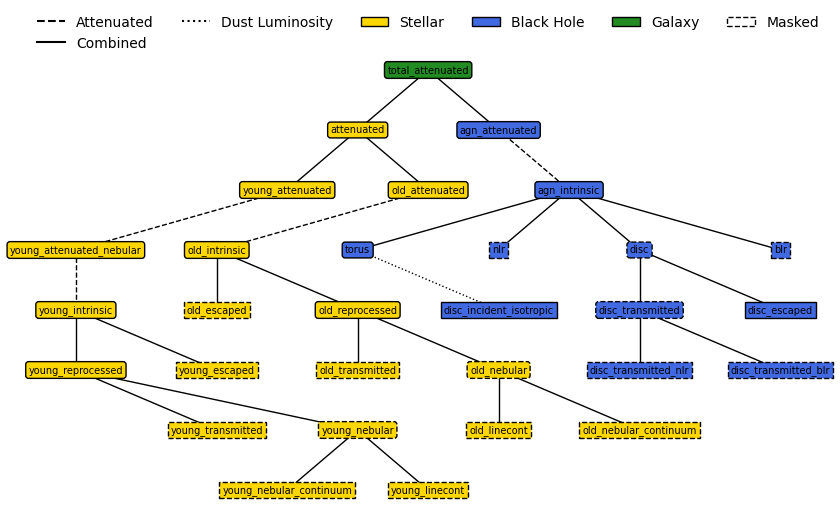 Attenuated Dust Luminosity Stellar Black Hole Galaxy Masked
Combined
total_attenuated
attenuated agn_attenuated
young_attenuated old_attenuated agn_intrinsic
young_attenuated_nebular old_intrinsic torus nlr disc blr
young_intrinsic old_escaped old_reprocessed disc_incident_isotropic disc_transmitted disc_escaped
young_reprocessed young_escaped old_transmitted old_nebular disc_transmitted_nlr disc_transmitted_blr
young_transmitted young_nebular old_linecont old_nebular_continuum
young_nebular_continuum young_linecont